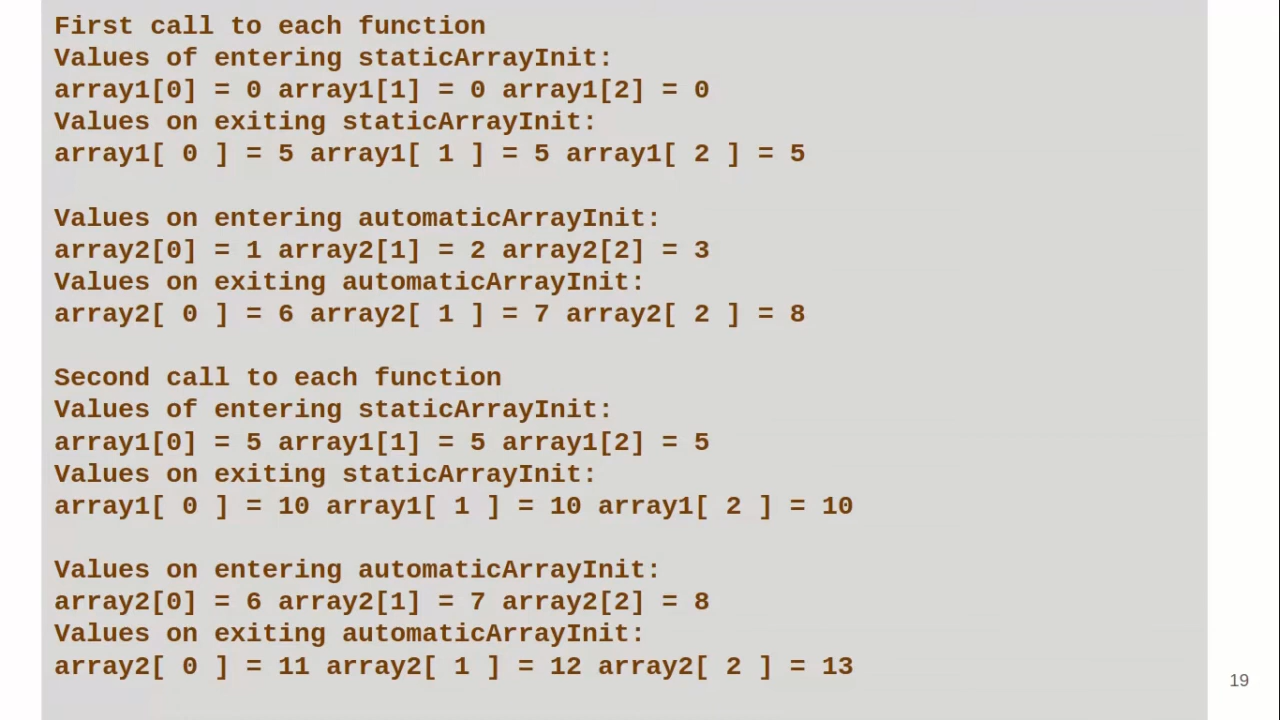 First call to each function
Values of entering staticArrayInit:
array1[0] = 0 array1[1] = 0 array1[2] = 0
Values on exiting staticArrayInit:
array1[ 0 ] = 5 array1[ 1 ] = 5 array1[ 2 ] = 5
Values on entering automaticArrayInit:
array2[0] = 1 array2[1] = 2 array2[2] = 3
Values on exiting automaticArrayInit:
array2[ 0 ] = 6 array2[ 1 ] = 7 array2[ 2 ] = 8
Second call to each function
Values of entering staticArrayInit:
array1[0] = 5 array1[1] = 5 array1[2] = 5
Values on exiting staticArrayInit:
array1[ 0 ] = 10 array1[ 1 ] = 10 array1[ 2 ] = 10
Values on entering automaticArrayInit:
array2[0] = 6 array2[1] = 7 array2[2] = 8
Values on exiting automaticArrayInit:
array2[ 0 ] = 11 array2[ 1 ] = 12 array2[ 2 ] = 13
19